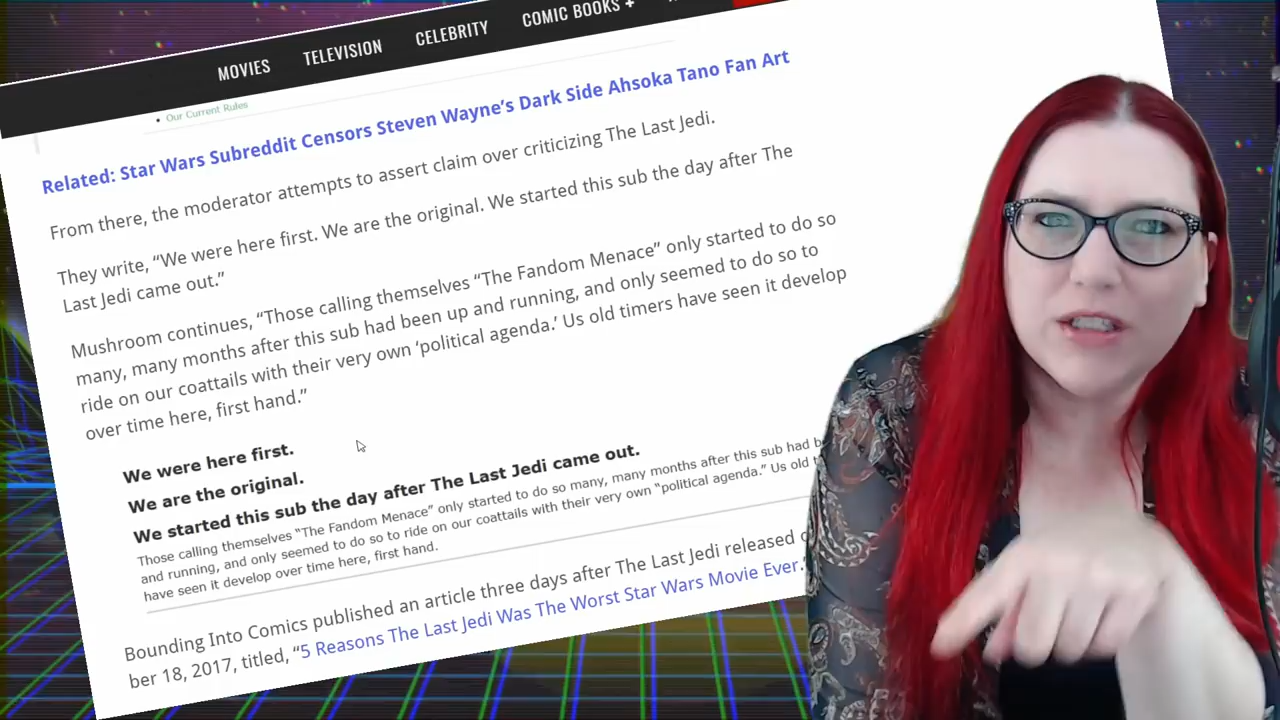 MOVIES TELEVISION CELEBRITY COMIC BOOKS +
• Our Current Rules
Related: Star Wars Subreddit Censors Steven Wayne’s Dark Side Ahsoka Tano Fan Art
From there, the moderator attempts to assert claim over criticizing The Last Jedi.
They write, “We were here first. We are the original. We started this sub the day after The
Last Jedi came out.”
Mushroom continues, “Those calling themselves “The Fandom Menace” only started to do so
many, many months after this sub had been up and running, and only seemed to do so to
ride on our coattails with their very own ‘political agenda.’ Us old timers have seen it develop
over time here, first hand.”
We were here first.
We are the original.
We started this sub the day after The Last Jedi came out.
Those calling themselves “The Fandom Menace” only started to do so many, many months after this sub had
and running, and only seemed to do so to ride on our coattails with their very own “political agenda.” Us old
have seen it develop over time here, first hand.
Bounding Into Comics published an article three days after The Last Jedi released
ber 18, 2017, titled, “5 Reasons The Last Jedi Was The Worst Star Wars Movie Ever.